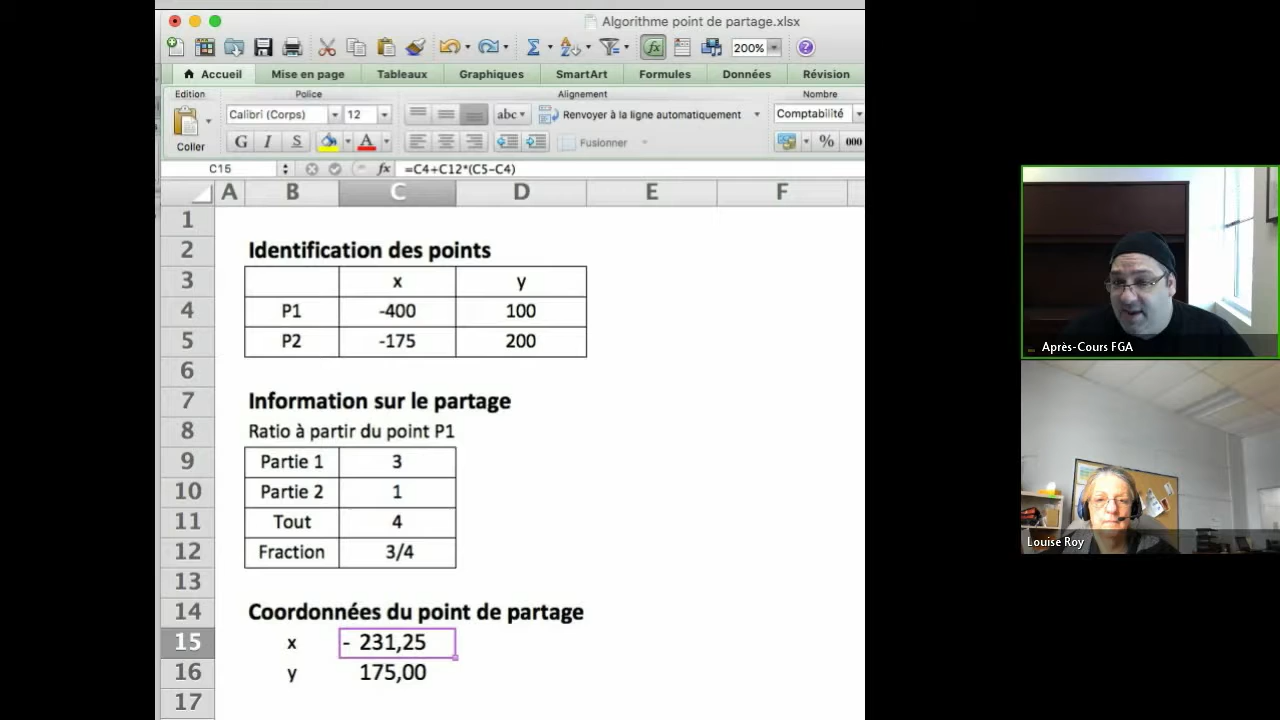 Algorithme point de partage.xlsx
200%
Accueil Mise en page Tableaux Graphiques SmartArt Formules Données Révision
Edition Police Alignement Nombre
Calibri (Corps) 12 abc Renvoyer à la ligne automatiquement Comptabilité
Coller G I S A Fusionner % 000
C15 fx =C4+C12*(C5-C4)
A B C D E F
1
2 Identification des points
3 x y
4 P1 -400 100
5 P2 -175 200
6
7 Information sur le partage
8 Ratio à partir du point P1
9 Partie 1 3
10 Partie 2 1
11 Tout 4
12 Fraction 3/4
13
14 Coordonnées du point de partage
15 x - 231,25
16 y 175,00
17
Après-Cours FGA
Louise Roy